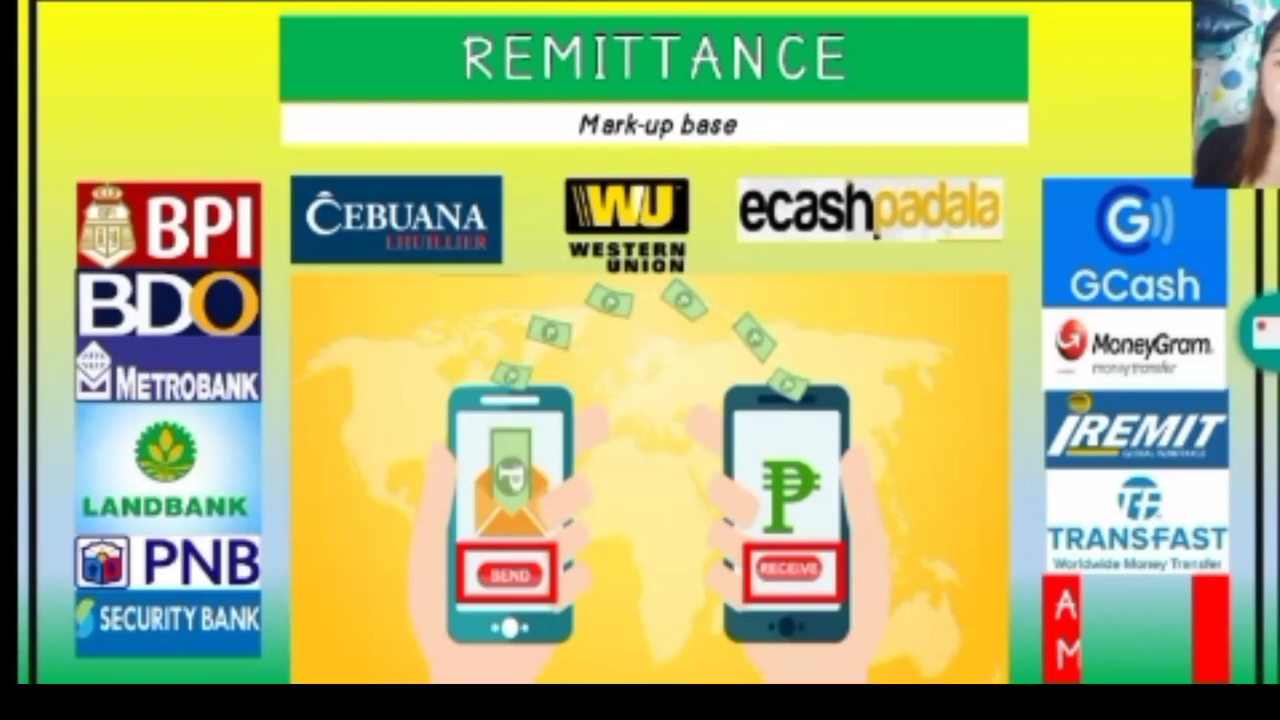 REMITTANCE
Mark-up base
BPI
BDO
METROBANK
LANDBANK
PNB
SECURITY BANK
CEBUANA
LHUILLIER
WU
WESTERN
UNION
ecashpadala
SEND
RECEIVE
₱
G
GCash
MoneyGram
money transfer
IREMIT
TF
TRANSFAST
Worldwide Money Transfer
A
M